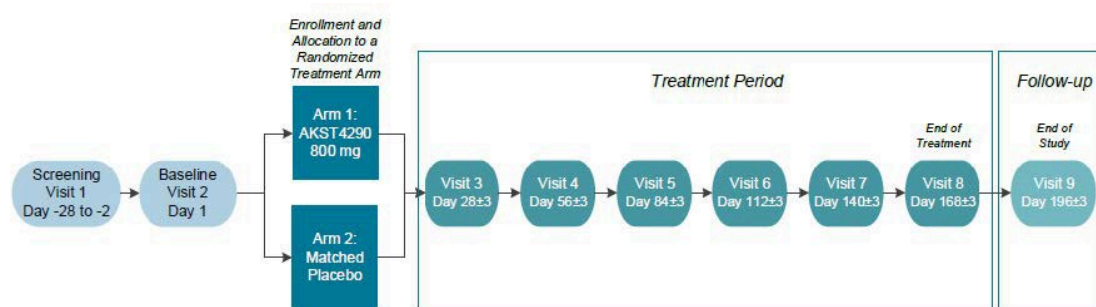 Screening
Visit 1
Day -28 to -2
Baseline
Visit 2
Day 1
Enrollment and
Allocation to a
Randomized
Treatment Arm
Arm 1:
AKST4290
800 mg
Arm 2:
Matched
Placebo
Treatment Period
Visit 3
Day 28±3
Visit 4
Day 56±3
Visit 5
Day 84±3
Visit 6
Day 112±3
Visit 7
Day 140±3
End of
Treatment
Visit 8
Day 168±3
Follow-up
End of
Study
Visit 9
Day 196±3